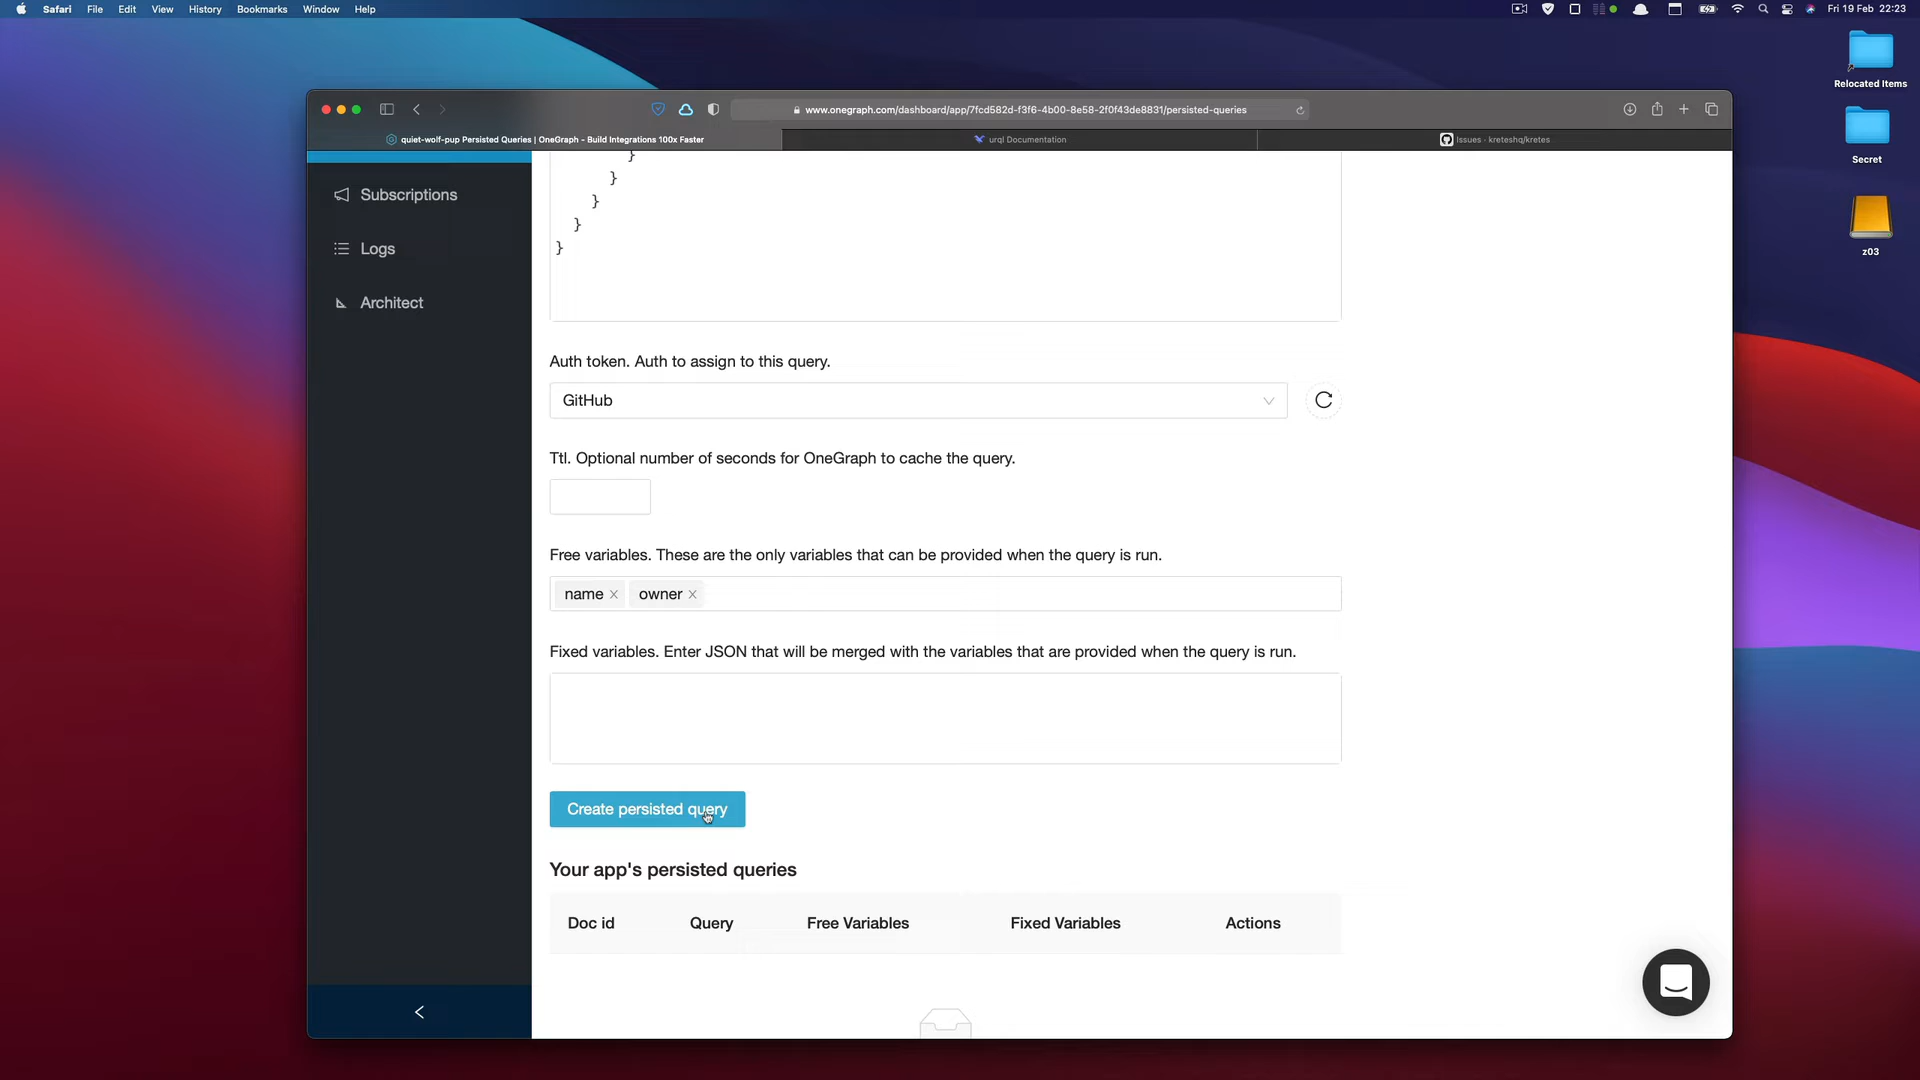 Safari File Edit View History Bookmarks Window Help Fri 19 Feb 22:23
Relocated Items
Secret
z03
www.onegraph.com/dashboard/app/7fcd582d-f3f6-4b00-8e58-2f0f43de8831/persisted-queries
quiet-wolf-pup Persisted Queries | OneGraph - Build Integrations 100x Faster
urql Documentation
Issues · kreteshq/kretes
Subscriptions
Logs
Architect
}
}
}
}
}
Auth token. Auth to assign to this query.
GitHub
Ttl. Optional number of seconds for OneGraph to cache the query.
Free variables. These are the only variables that can be provided when the query is run.
name owner
Fixed variables. Enter JSON that will be merged with the variables that are provided when the query is run.
Create persisted query
Your app's persisted queries
Doc id Query Free Variables Fixed Variables Actions